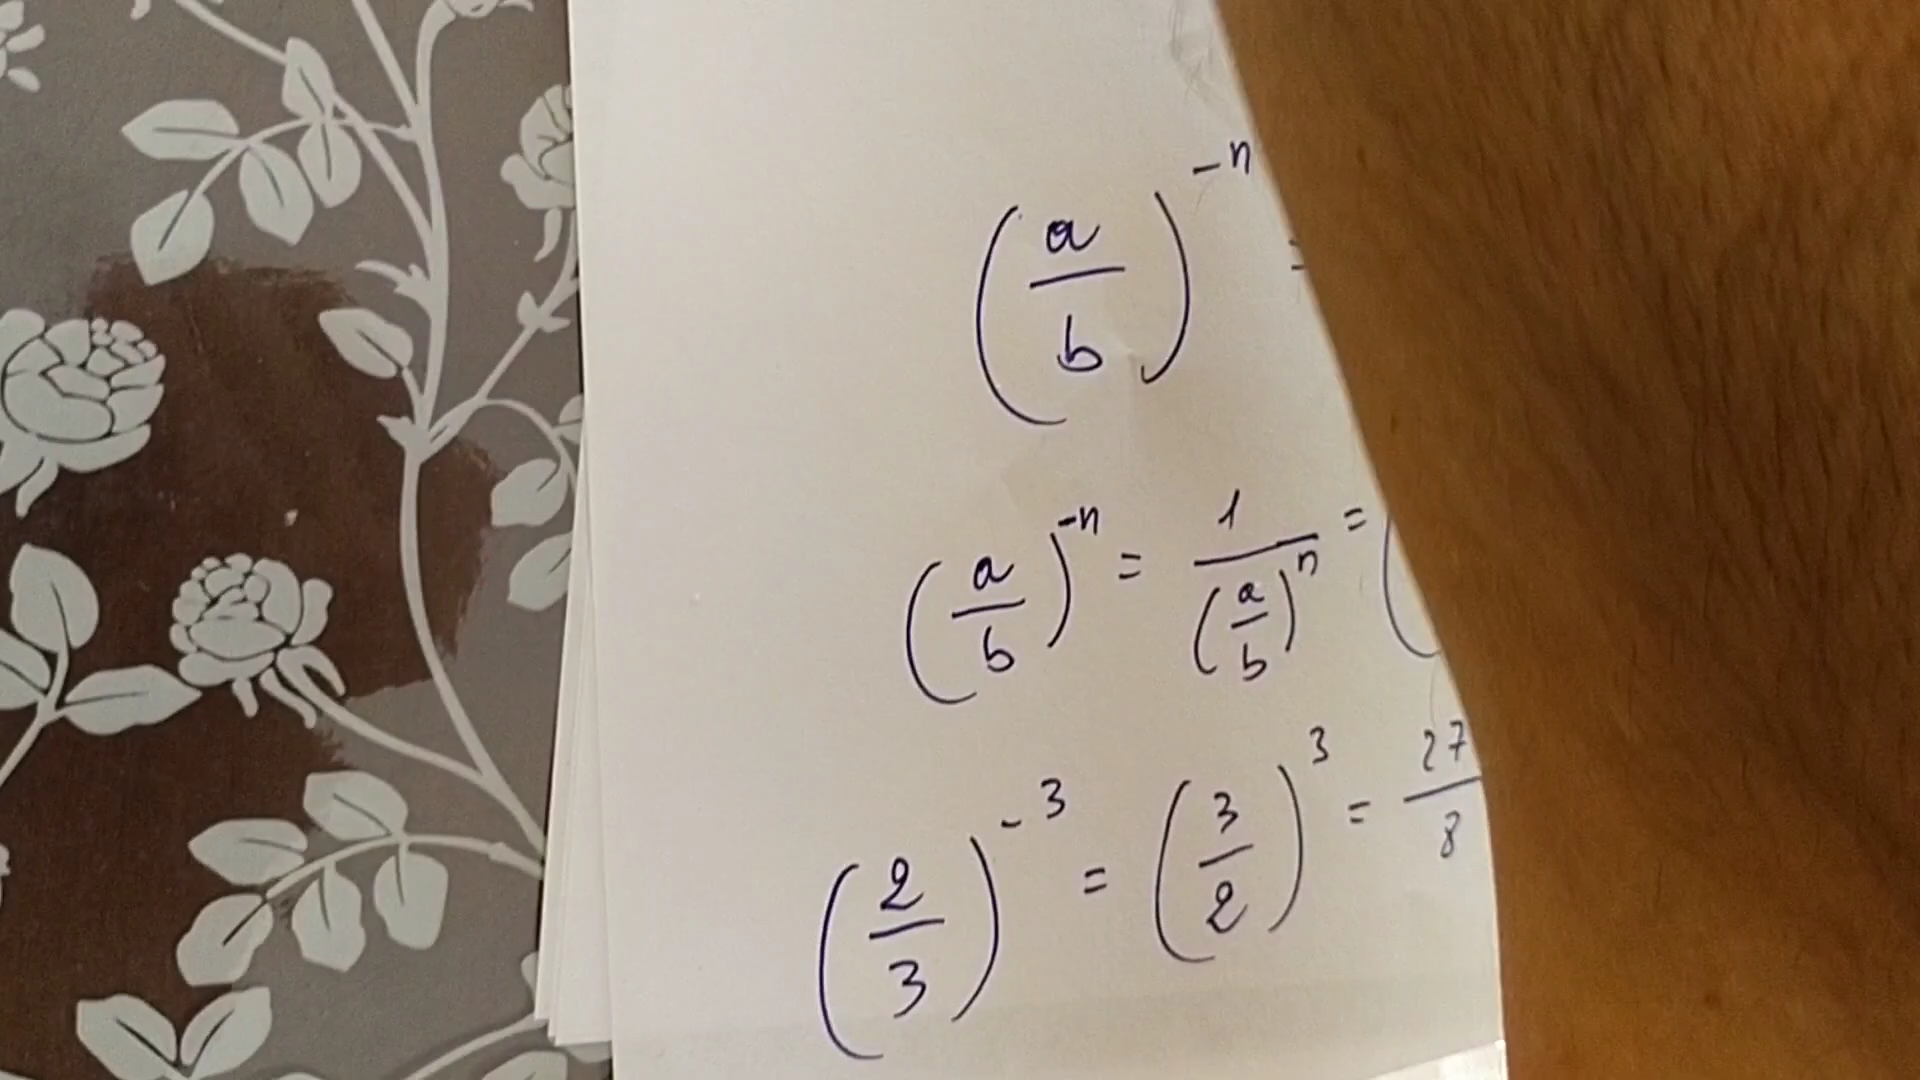 (a/b)^-n =
(a/b)^-n = 1/(a/b)^n = (
(2/3)^-3 = (3/2)^3 = 27/8